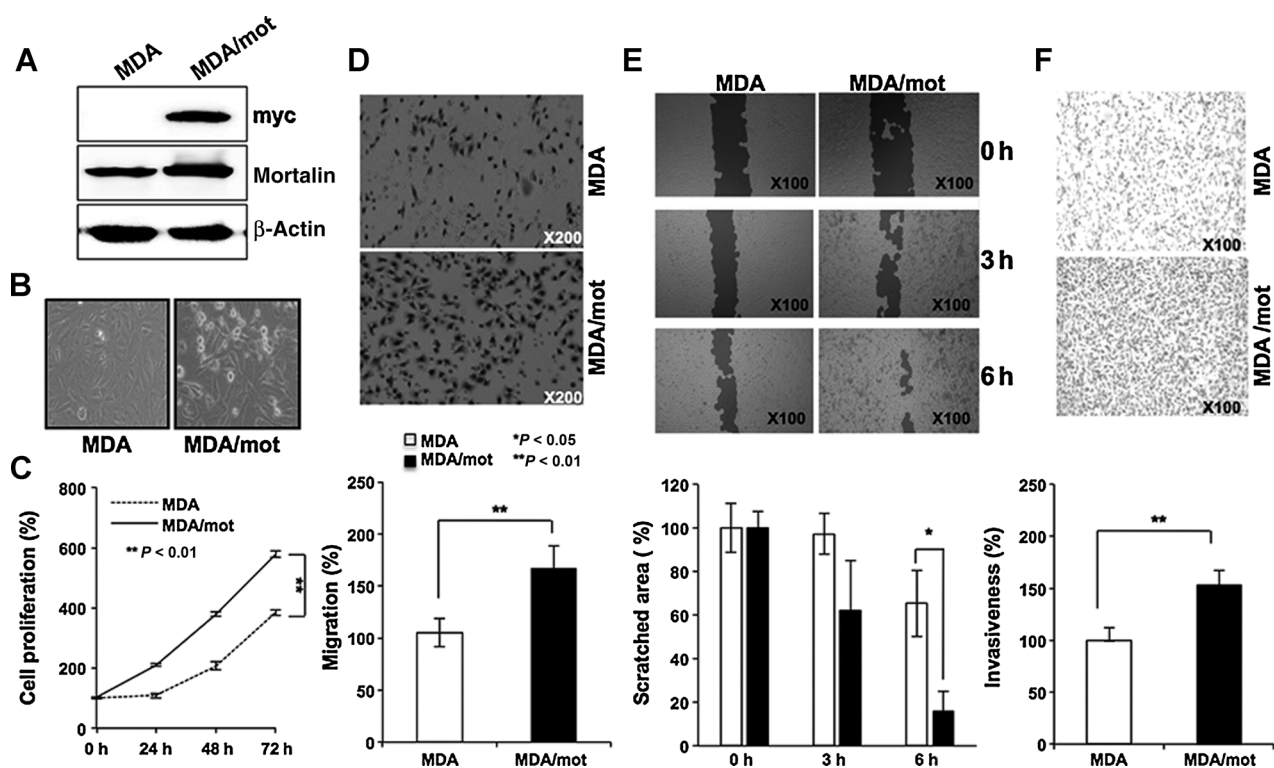 A
MDA
MDA/mot
myc
Mortalin
β-Actin
B
MDA
MDA/mot
C
800
600
400
200
0
Cell proliferation (%)
MDA
MDA/mot
** P < 0.01
**
0 h
24 h
48 h
72 h
D
X200
MDA
X200
MDA/mot
MDA
MDA/mot
*P < 0.05
**P < 0.01
250
200
150
100
50
0
Migration (%)
**
MDA
MDA/mot
E
MDA
MDA/mot
X100
X100
0 h
X100
X100
3 h
X100
X100
6 h
120
100
80
60
40
20
0
Scratched area ( %)
*
0 h
3 h
6 h
F
X100
MDA
X100
MDA /mot
250
200
150
100
50
0
Invasiveness (%)
**
MDA
MDA/mot